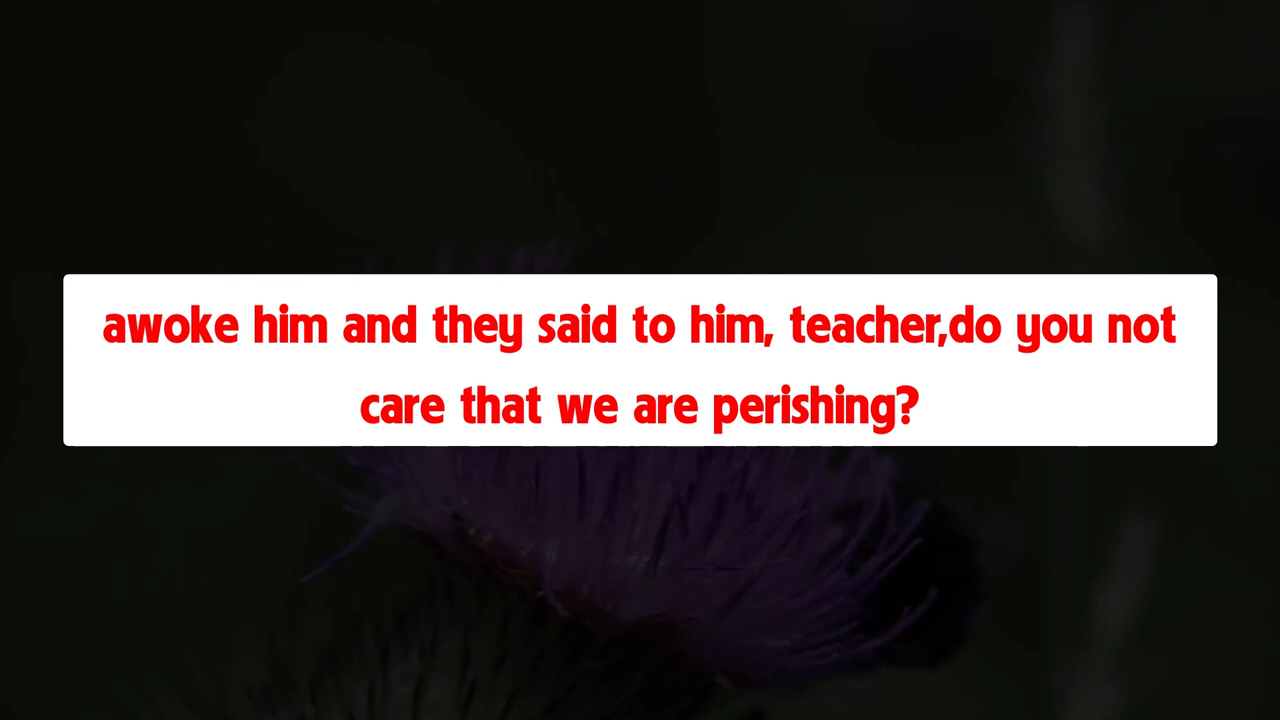 awoke him and they said to him, teacher,do you not
care that we are perishing?